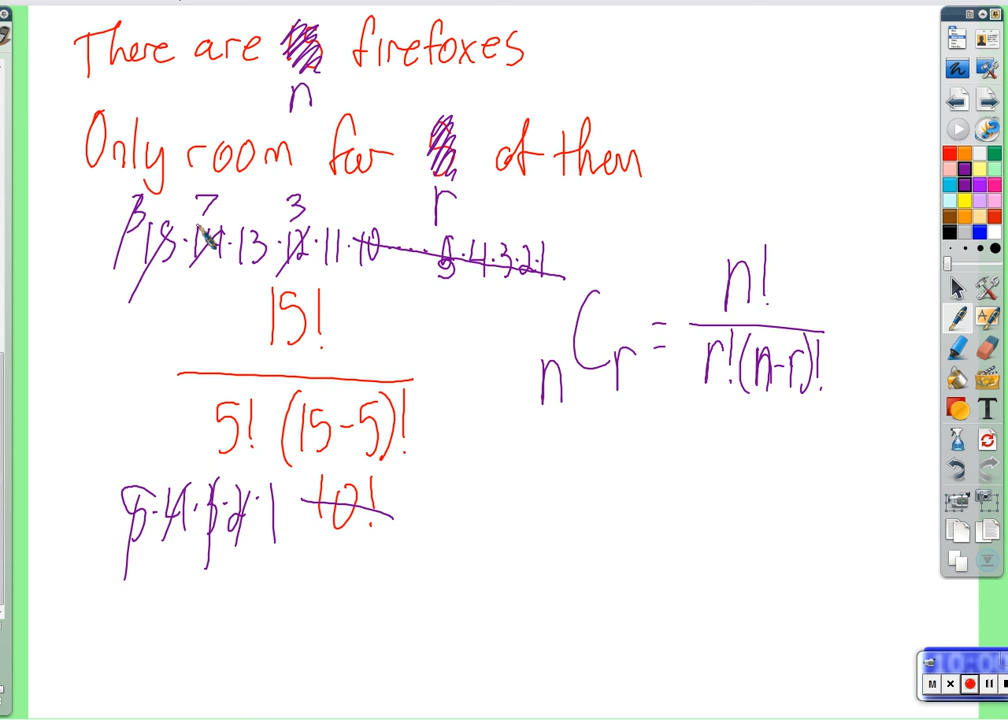 There are firefoxes
n
Only room for of them
r
7 3
3 15·14·13·12·11·10 ..... 5·4·3·2·1
15!
5! (15-5)!
5·4·3·2·1 10!
nCr = n!
r!(n-r)!
T
M